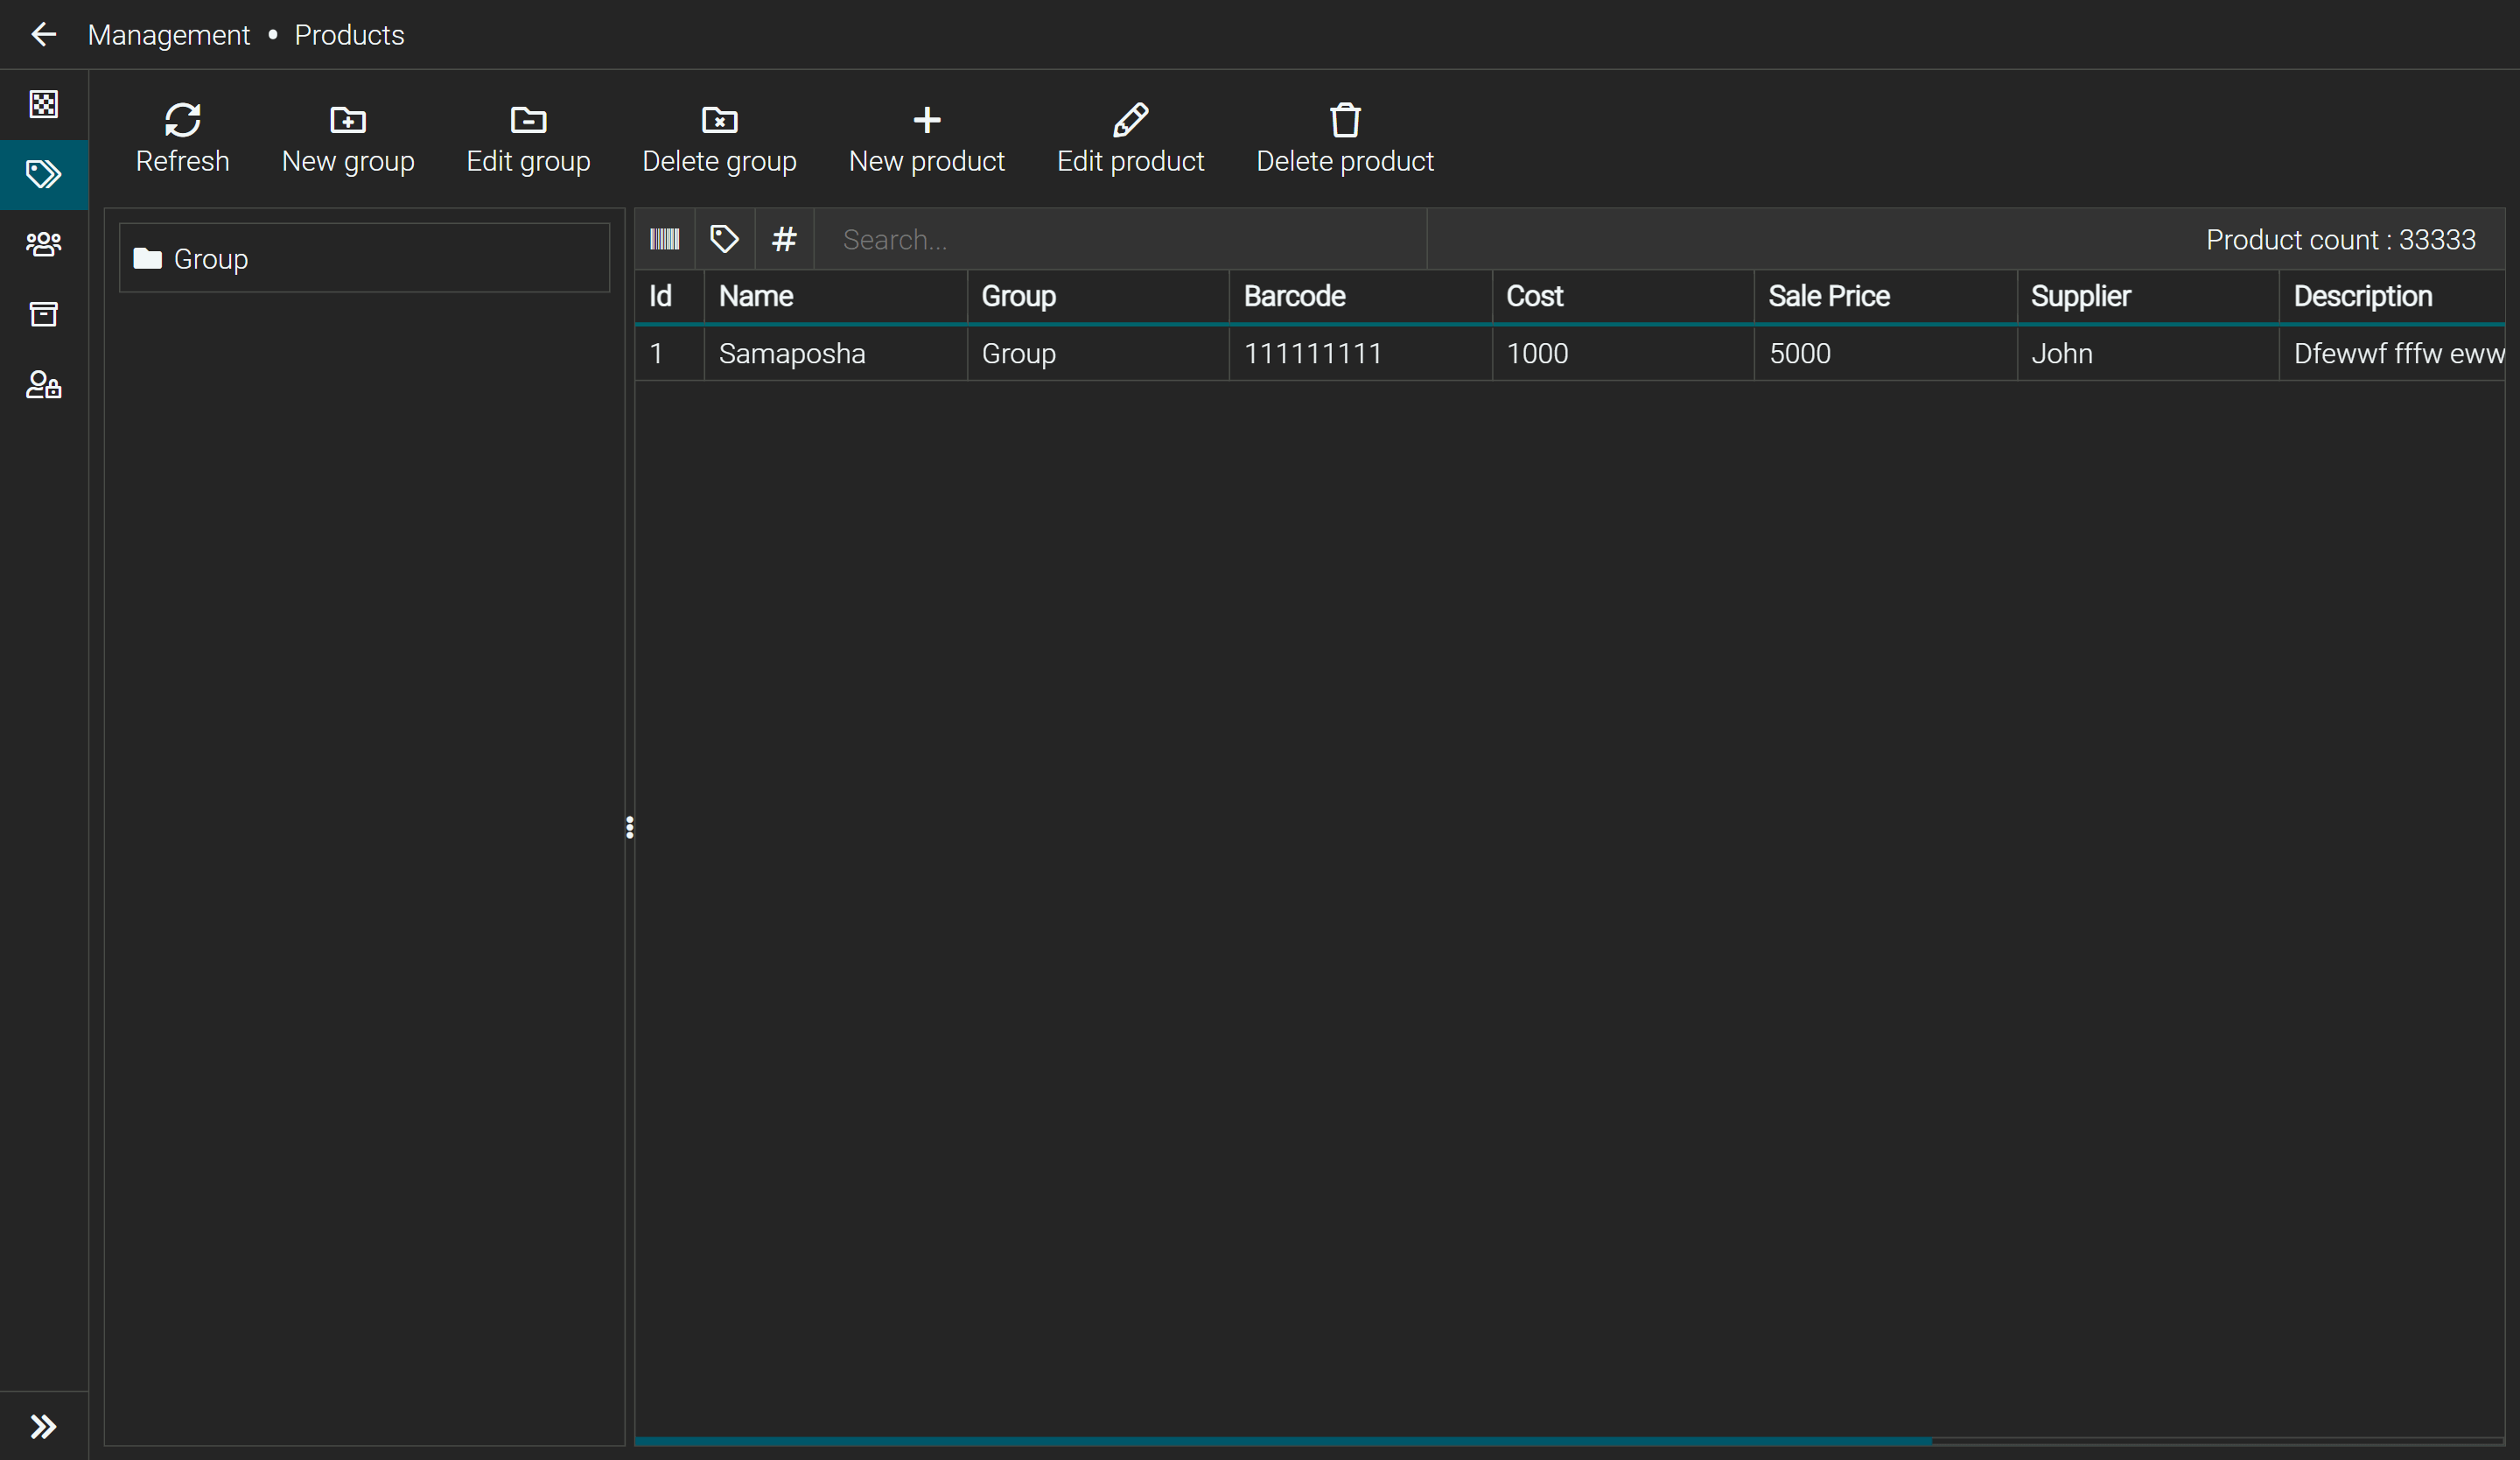 Management • Products
Refresh New group Edit group Delete group New product Edit product Delete product
Group
# Search... Product count : 33333
Id Name Group Barcode Cost Sale Price Supplier Description
1 Samaposha Group 111111111 1000 5000 John Dfewwf fffw eww